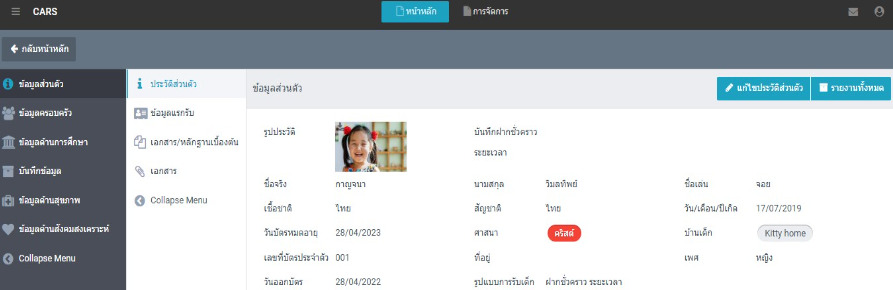 CARS
หน้าหลัก
การจัดการ
กลับหน้าหลัก
ข้อมูลส่วนตัว
ข้อมูลครอบครัว
ข้อมูลด้านการศึกษา
บันทึกข้อมูล
ข้อมูลด้านสุขภาพ
ข้อมูลด้านสังคมสงเคราะห์
Collapse Menu
ประวัติส่วนตัว
ข้อมูลแรกรับ
เอกสาร/หลักฐานเบื้องต้น
เอกสาร
Collapse Menu
ข้อมูลส่วนตัว
แก้ไขประวัติส่วนตัว
รายงานทั้งหมด
รูปประวัติ
บันทึกฝากชั่วคราว
ระยะเวลา
ชื่อจริง กาญจนา นามสกุล วิมลทิพย์ ชื่อเล่น จอย
เชื้อชาติ ไทย สัญชาติ ไทย วัน/เดือน/ปีเกิด 17/07/2019
วันบัตรหมดอายุ 28/04/2023 ศาสนา คริสต์ บ้านเด็ก Kitty home
เลขที่บัตรประจำตัว 001 ที่อยู่ เพศ หญิง
วันออกบัตร 28/04/2022 รูปแบบการรับเด็ก ฝากชั่วคราว ระยะเวลา